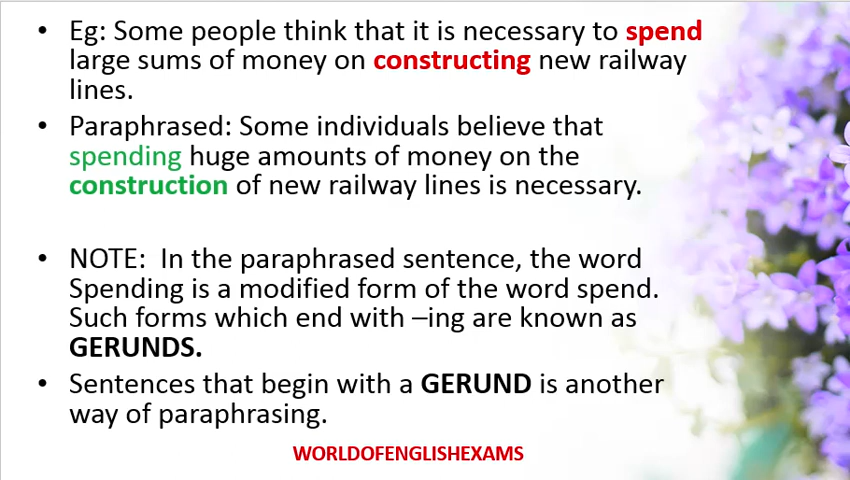 • Eg: Some people think that it is necessary to spend
large sums of money on constructing new railway
lines.
• Paraphrased: Some individuals believe that
spending huge amounts of money on the
construction of new railway lines is necessary.
• NOTE:  In the paraphrased sentence, the word
Spending is a modified form of the word spend.
Such forms which end with –ing are known as
GERUNDS.
• Sentences that begin with a GERUND is another
way of paraphrasing.
WORLDOFENGLISHEXAMS